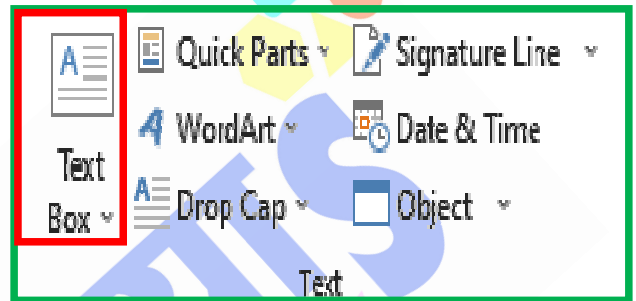 Text
Box
Quick Parts
Signature Line
WordArt
Date & Time
Drop Cap
Object
Text